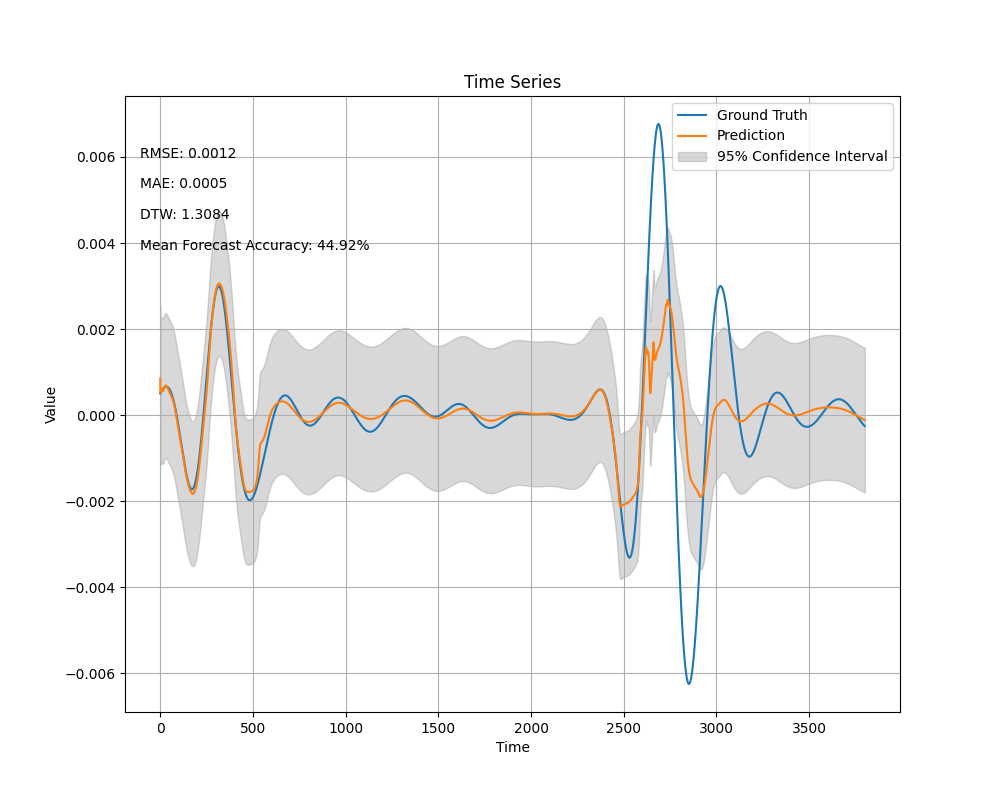 Time Series
Ground Truth
Prediction
95% Confidence Interval
RMSE: 0.0012
MAE: 0.0005
DTW: 1.3084
Mean Forecast Accuracy: 44.92%
Value
0.006
0.004
0.002
0.000
−0.002
−0.004
−0.006
0 500 1000 1500 2000 2500 3000 3500
Time